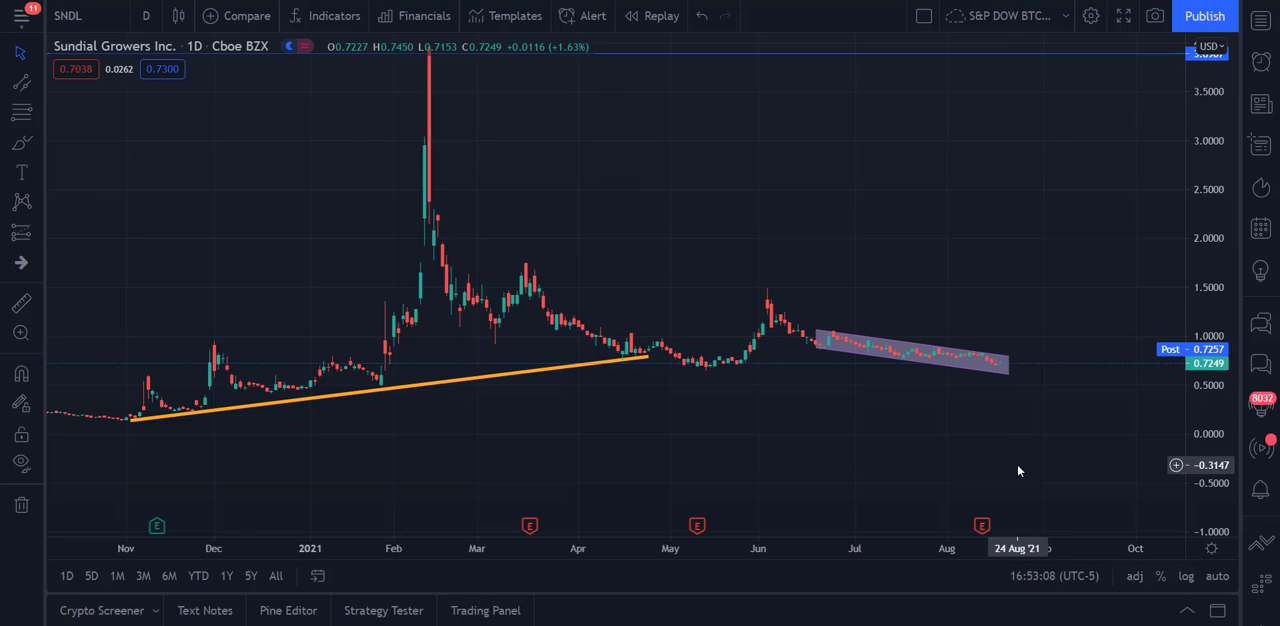 11
SNDL D Compare Indicators Financials Templates Alert Replay S&P DOW BTC... Publish
Sundial Growers Inc. · 1D · Cboe BZX O0.7227 H0.7450 L0.7153 C0.7249 +0.0116 (+1.63%) USD
0.7038 0.0262 0.7300
3.5000
3.0000
2.5000
2.0000
1.5000
1.0000
Post 0.7257
0.7249
0.5000
8032
0.0000
−0.3147
−0.5000
E E E E
−1.0000
Nov Dec 2021 Feb Mar Apr May Jun Jul Aug 24 Aug '21 Oct
1D 5D 1M 3M 6M YTD 1Y 5Y All 16:53:08 (UTC-5) adj % log auto
Crypto Screener Text Notes Pine Editor Strategy Tester Trading Panel